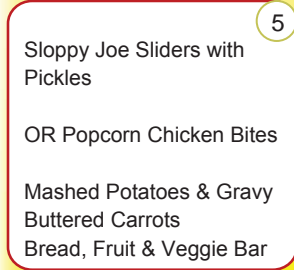 5
Sloppy Joe Sliders with
Pickles
OR Popcorn Chicken Bites
Mashed Potatoes & Gravy
Buttered Carrots
Bread, Fruit & Veggie Bar